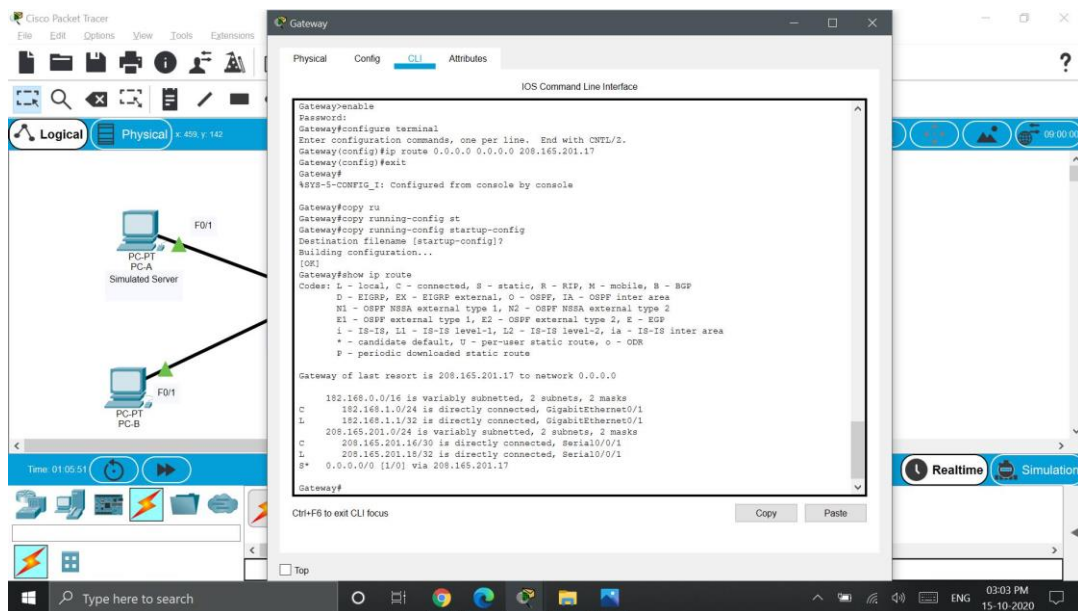 Cisco Packet Tracer
File Edit Options View Tools Extensions
Logical
Physical
x: 459, y: 142
F0/1
PC-PT
PC-A
Simulated Server
F0/1
PC-PT
PC-B
Time: 01:05:51
Gateway
Physical Config CLI Attributes
IOS Command Line Interface
Gateway>enable
Password:
Gateway#configure terminal
Enter configuration commands, one per line. End with CNTL/Z.
Gateway(config)#ip route 0.0.0.0 0.0.0.0 208.165.201.17
Gateway(config)#exit
Gateway#
%SYS-5-CONFIG_I: Configured from console by console
Gateway#copy ru
Gateway#copy running-config st
Gateway#copy running-config startup-config
Destination filename [startup-config]?
Building configuration...
[OK]
Gateway#show ip route
Codes: L - local, C - connected, S - static, R - RIP, M - mobile, B - BGP
D - EIGRP, EX - EIGRP external, O - OSPF, IA - OSPF inter area
N1 - OSPF NSSA external type 1, N2 - OSPF NSSA external type 2
E1 - OSPF external type 1, E2 - OSPF external type 2, E - EGP
i - IS-IS, L1 - IS-IS level-1, L2 - IS-IS level-2, ia - IS-IS inter area
* - candidate default, U - per-user static route, o - ODR
P - periodic downloaded static route
Gateway of last resort is 208.165.201.17 to network 0.0.0.0
182.168.0.0/16 is variably subnetted, 2 subnets, 2 masks
C 182.168.1.0/24 is directly connected, GigabitEthernet0/1
L 182.168.1.1/32 is directly connected, GigabitEthernet0/1
208.165.201.0/24 is variably subnetted, 2 subnets, 2 masks
C 208.165.201.16/30 is directly connected, Serial0/0/1
L 208.165.201.18/32 is directly connected, Serial0/0/1
S* 0.0.0.0/0 [1/0] via 208.165.201.17
Gateway#
Ctrl+F6 to exit CLI focus
Copy Paste
Top
?
09:00:00
Realtime
Simulation
Type here to search
ENG
03:03 PM
15-10-2020